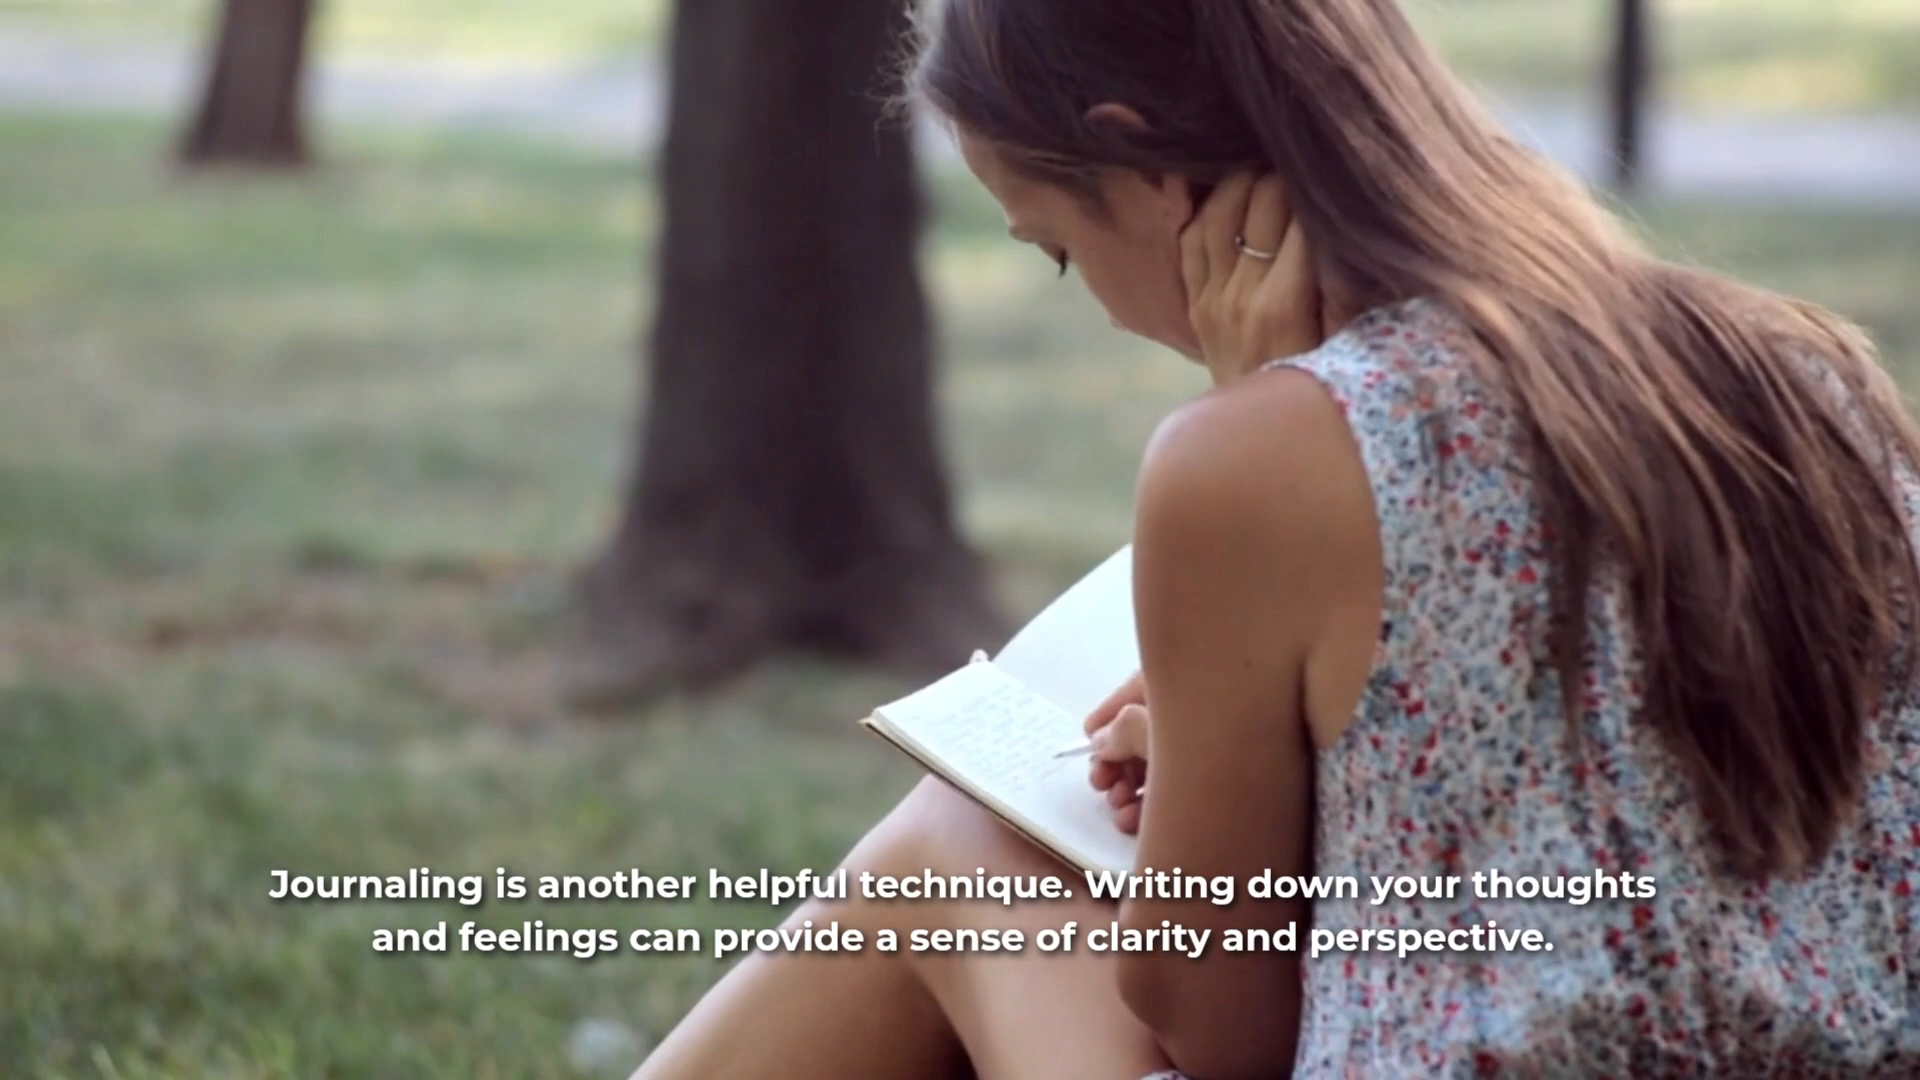 Journaling is another helpful technique. Writing down your thoughts
and feelings can provide a sense of clarity and perspective.